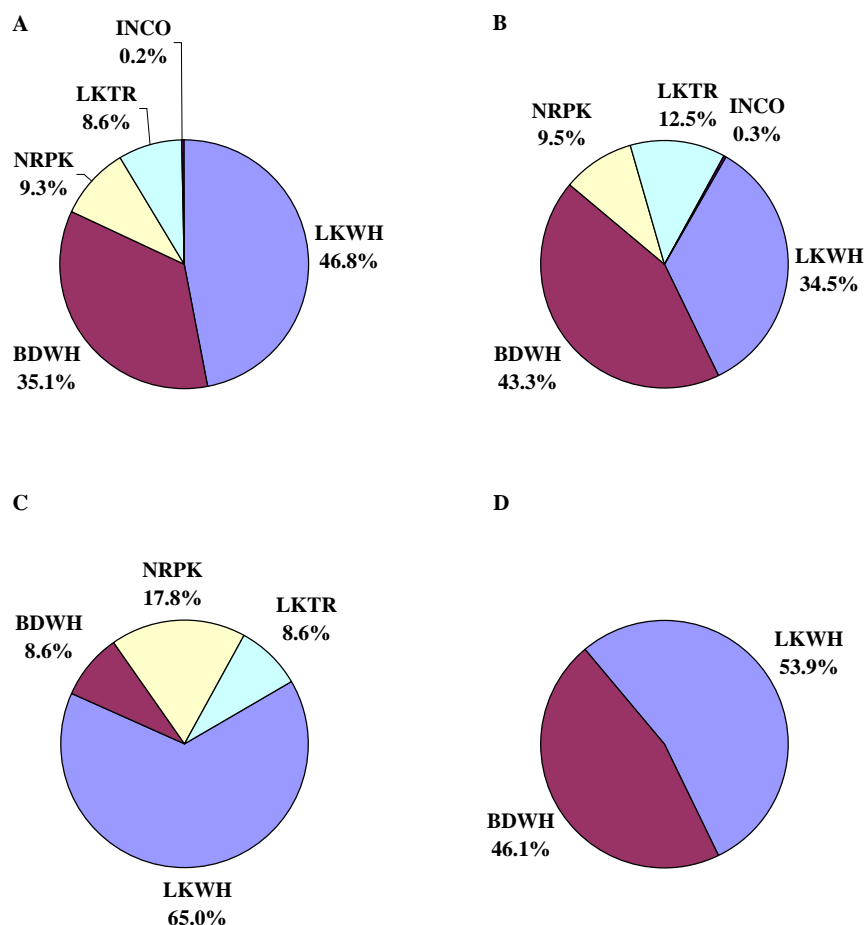 A
INCO
0.2%
LKTR
8.6%
NRPK
9.3%
LKWH
46.8%
BDWH
35.1%
B
LKTR
12.5%
INCO
0.3%
NRPK
9.5%
LKWH
34.5%
BDWH
43.3%
C
NRPK
17.8%
LKTR
8.6%
BDWH
8.6%
LKWH
65.0%
D
LKWH
53.9%
BDWH
46.1%